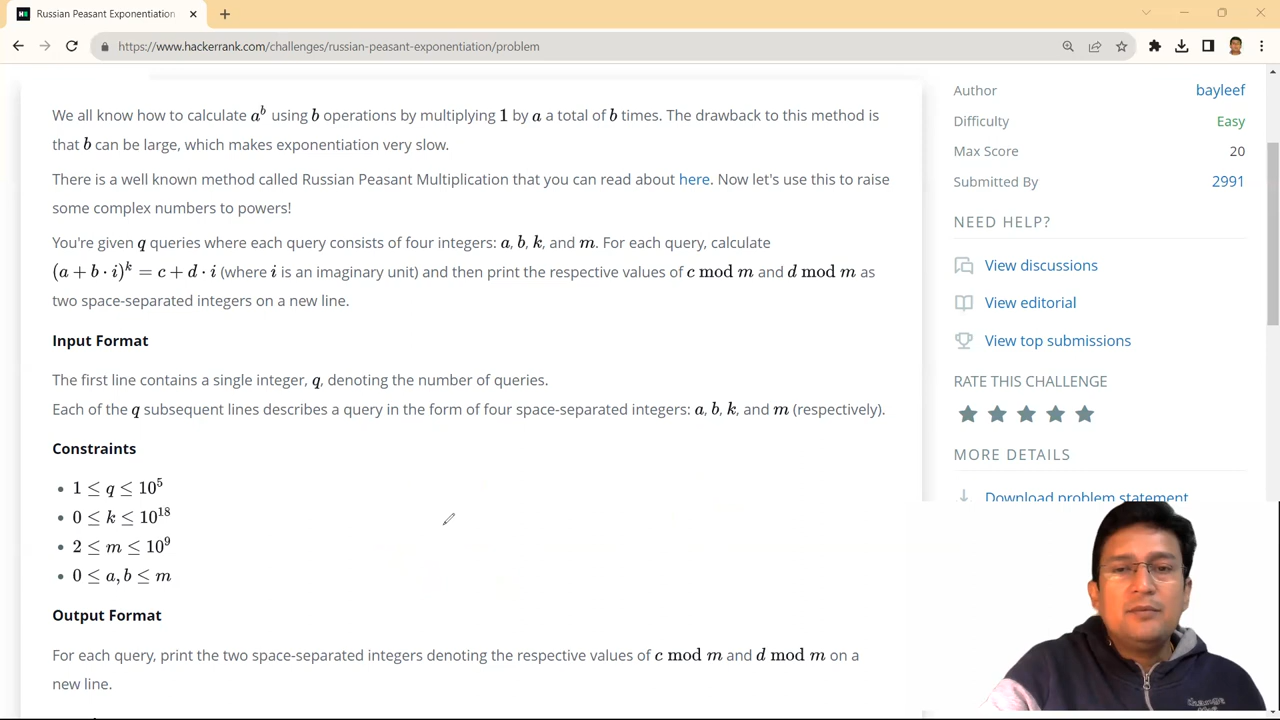 Russian Peasant Exponentiation
https://www.hackerrank.com/challenges/russian-peasant-exponentiation/problem
We all know how to calculate a^b using b operations by multiplying 1 by a a total of b times. The drawback to this method is
that b can be large, which makes exponentiation very slow.
There is a well known method called Russian Peasant Multiplication that you can read about here. Now let's use this to raise
some complex numbers to powers!
You're given q queries where each query consists of four integers: a, b, k, and m. For each query, calculate
(a + b · i)^k = c + d · i (where i is an imaginary unit) and then print the respective values of c mod m and d mod m as
two space-separated integers on a new line.
Input Format
The first line contains a single integer, q, denoting the number of queries.
Each of the q subsequent lines describes a query in the form of four space-separated integers: a, b, k, and m (respectively).
Constraints
• 1 ≤ q ≤ 10^5
• 0 ≤ k ≤ 10^18
• 2 ≤ m ≤ 10^9
• 0 ≤ a, b ≤ m
Output Format
For each query, print the two space-separated integers denoting the respective values of c mod m and d mod m on a
new line.
Author bayleef
Difficulty Easy
Max Score 20
Submitted By 2991
NEED HELP?
View discussions
View editorial
View top submissions
RATE THIS CHALLENGE
MORE DETAILS
Download problem statement